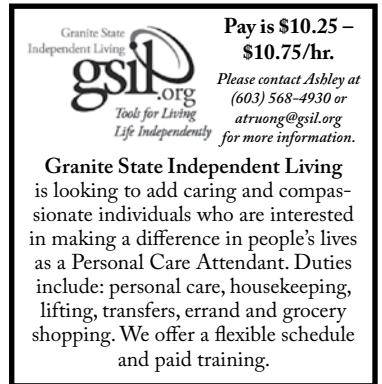 Granite State
Independent Living
gsil.org
Tools for Living
Life Independently
Pay is $10.25 –
$10.75/hr.
Please contact Ashley at
(603) 568-4930 or
atruong@gsil.org
for more information.
Granite State Independent Living
is looking to add caring and compas-
sionate individuals who are interested
in making a difference in people's lives
as a Personal Care Attendant. Duties
include: personal care, housekeeping,
lifting, transfers, errand and grocery
shopping. We offer a flexible schedule
and paid training.